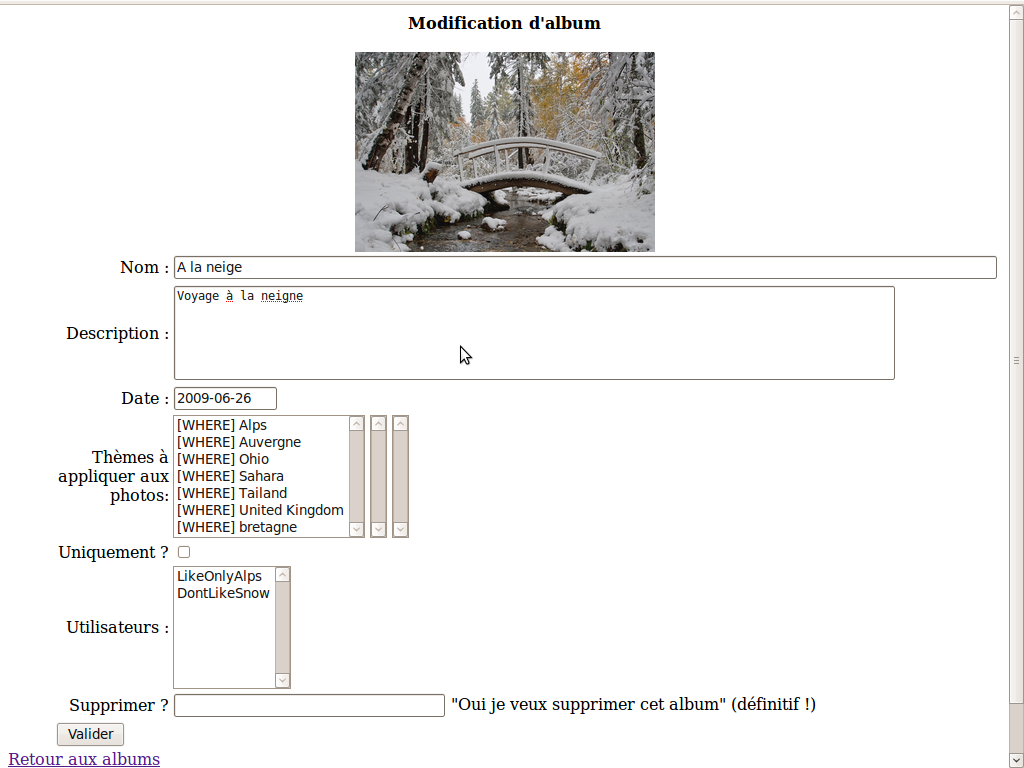 Modification d'album
Nom : A la neige
Description : Voyage à la neigne
Date : 2009-06-26
Thèmes à appliquer aux photos:
[WHERE] Alps
[WHERE] Auvergne
[WHERE] Ohio
[WHERE] Sahara
[WHERE] Tailand
[WHERE] United Kingdom
[WHERE] bretagne
Uniquement ?
Utilisateurs :
LikeOnlyAlps
DontLikeSnow
Supprimer ? "Oui je veux supprimer cet album" (définitif !)
Valider
Retour aux albums